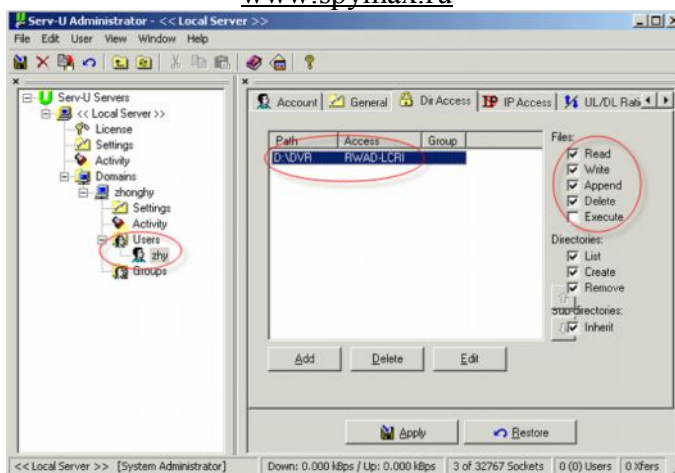 www.spymax.ru
Serv-U Administrator - << Local Server >>
File Edit User View Window Help
Serv-U Servers
<< Local Server >>
License
Settings
Activity
Domains
zhonghy
Settings
Activity
Users
zhy
Groups
Account General Dir Access IP Access UL/DL Rati
Path Access Group
D:\DVR RWAD-LCRI
Files:
Read
Write
Append
Delete
Execute
Directories:
List
Create
Remove
Sub-directories:
Inherit
Add Delete Edit
Apply Restore
<< Local Server >> [System Administrator] Down: 0.000 kBps / Up: 0.000 kBps 3 of 32767 Sockets 0 (0) Users 0 Xfers